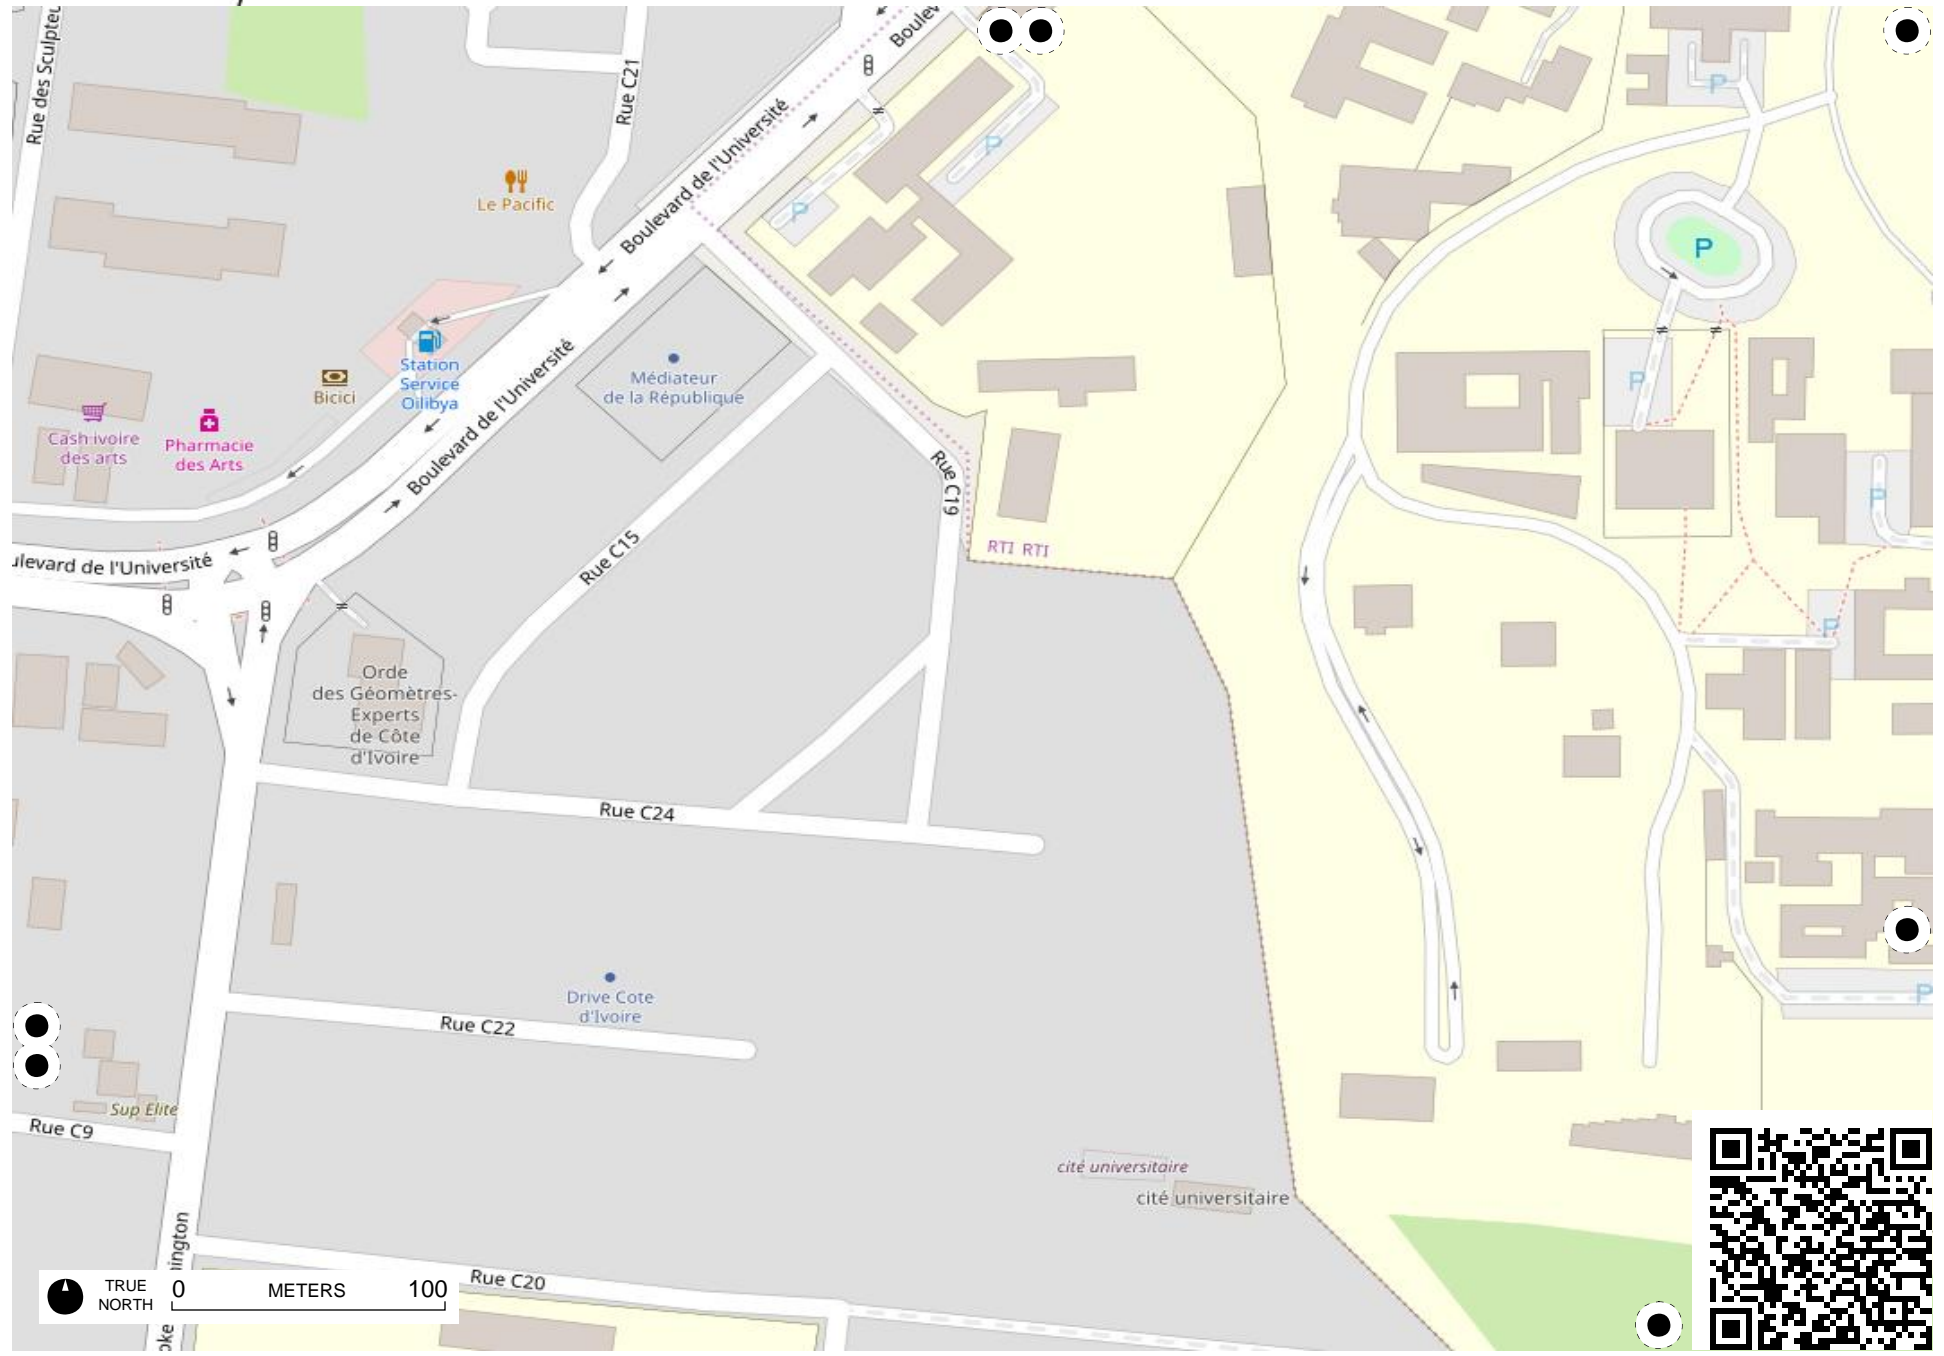 Rue des Sculpteu
Rue C21
Boulev
Boulevard de l'Université
P
P
P
P
Le Pacific
Station
Service
Oilibya
Bicici
Cash ivoire
des arts
Pharmacie
des Arts
Médiateur
de la République
Boulevard de l'Université
P
Rue C19
P
RTI RTI
Rue C15
ulevard de l'Université
P
Orde
des Géomètres-
Experts
de Côte
d'Ivoire
Rue C24
Drive Cote
d'Ivoire
P
Rue C22
Sup Elite
Rue C9
cité universitaire
cité universitaire
ington
Rue C20
TRUE
NORTH
0 METERS 100
oke